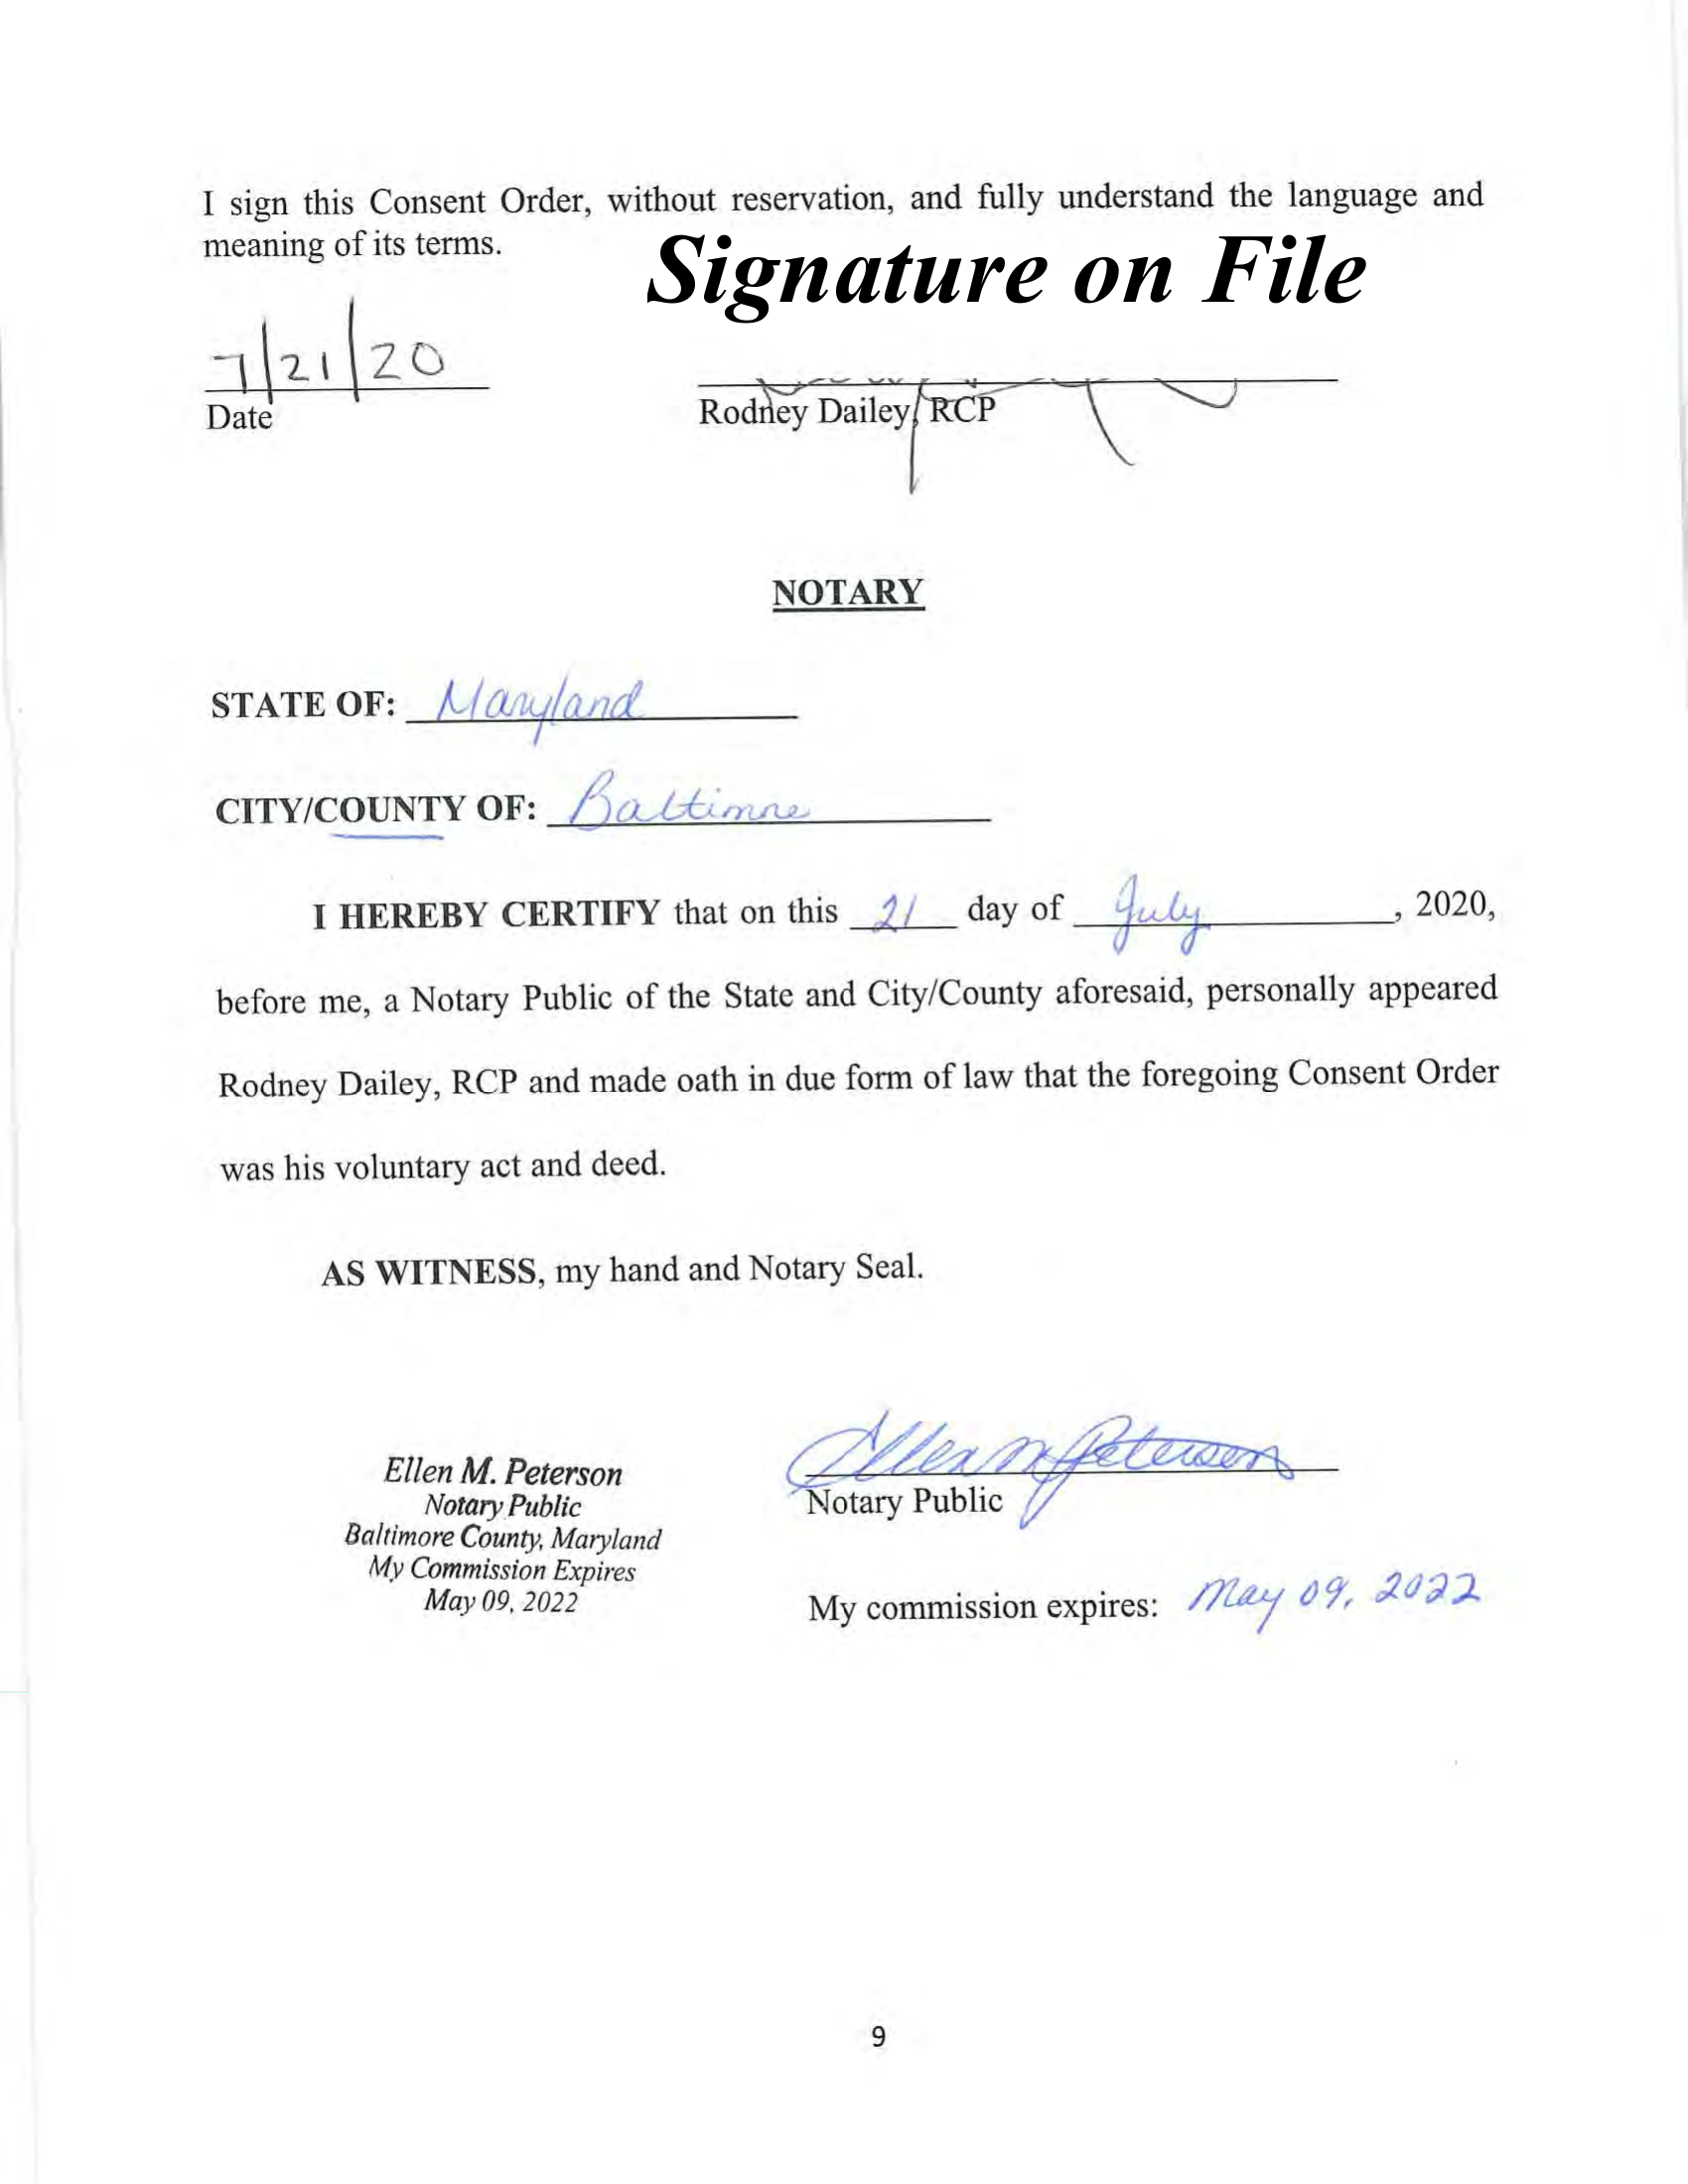 I sign this Consent Order, without reservation, and fully understand the language and
meaning of its terms.
Signature on File
7/21/20
Date
Rodney Dailey, RCP
NOTARY
STATE OF: Maryland
CITY/COUNTY OF: Baltimore
I HEREBY CERTIFY that on this 21 day of July, 2020,
before me, a Notary Public of the State and City/County aforesaid, personally appeared
Rodney Dailey, RCP and made oath in due form of law that the foregoing Consent Order
was his voluntary act and deed.
AS WITNESS, my hand and Notary Seal.
Ellen M. Peterson
Ellen M. Peterson
Notary Public
Notary Public
Baltimore County, Maryland
My Commission Expires
May 09, 2022
My commission expires: May 09, 2022
9